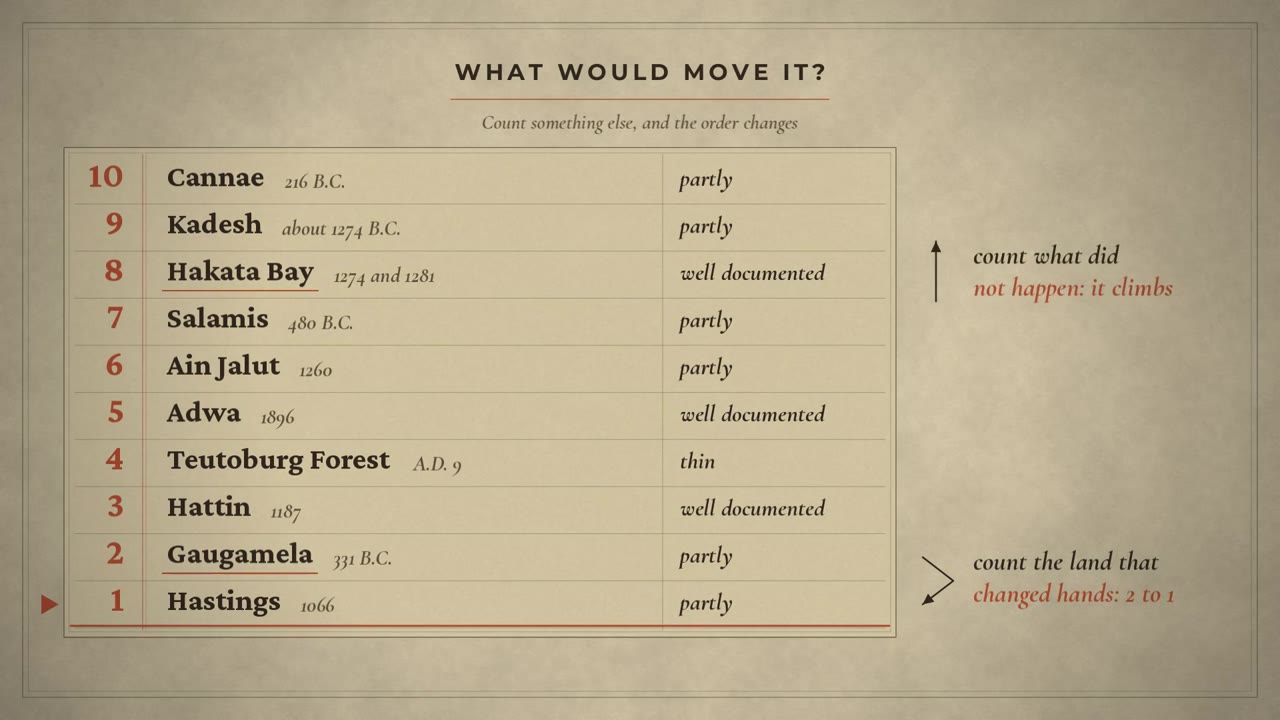 WHAT WOULD MOVE IT?
Count something else, and the order changes
10 Cannae 216 B.C. partly
9 Kadesh about 1274 B.C. partly
8 Hakata Bay 1274 and 1281 well documented
7 Salamis 480 B.C. partly
6 Ain Jalut 1260 partly
5 Adwa 1896 well documented
4 Teutoburg Forest A.D. 9 thin
3 Hattin 1187 well documented
2 Gaugamela 331 B.C. partly
1 Hastings 1066 partly
count what did
not happen: it climbs
count the land that
changed hands: 2 to 1